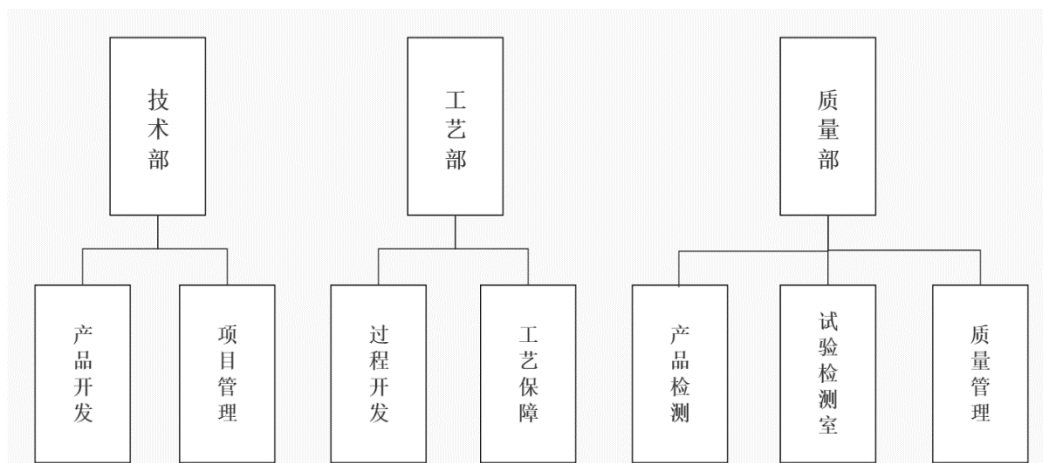 技术部
工艺部
质量部
产品开发
项目管理
过程开发
工艺保障
产品检测
试验检测室
质量管理